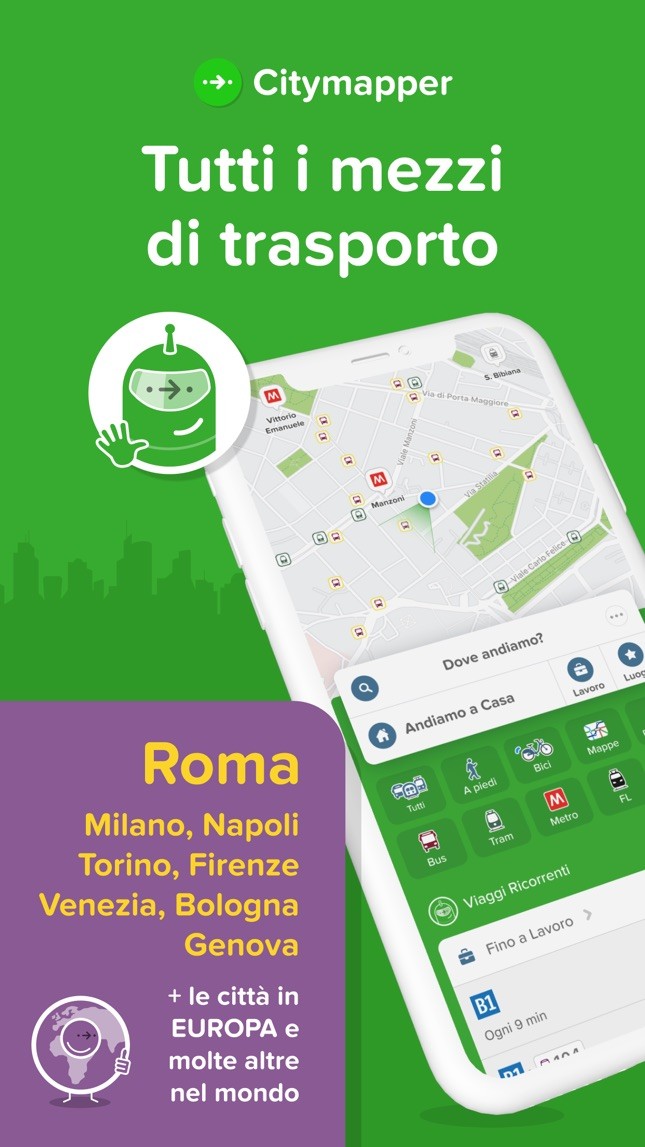 Citymapper
Tutti i mezzi
di trasporto
S. Bibiana
Via di Porta Maggiore
Vittorio
Emanuele
Viale Manzoni
Manzoni
Via Statilia
Viale Carlo Felice
Dove andiamo?
Andiamo a Casa
Lavoro
Tutti
A piedi
Bici
Mappe
Bus
Tram
Metro
FL
Viaggi Ricorrenti
Fino a Lavoro
B1
Ogni 9 min
Roma
Milano, Napoli
Torino, Firenze
Venezia, Bologna
Genova
+ le città in
EUROPA e
molte altre
nel mondo